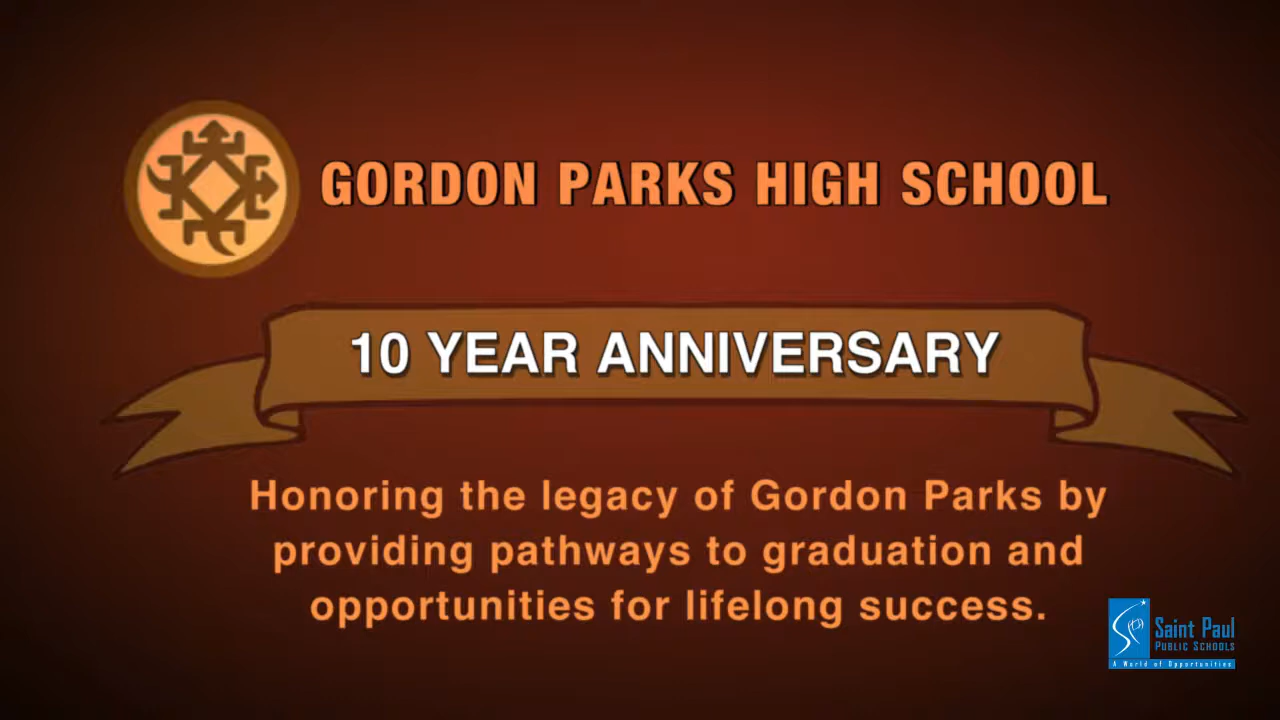 GORDON PARKS HIGH SCHOOL
10 YEAR ANNIVERSARY
Honoring the legacy of Gordon Parks by
providing pathways to graduation and
opportunities for lifelong success.
Saint Paul
PUBLIC SCHOOLS
A World of Opportunities